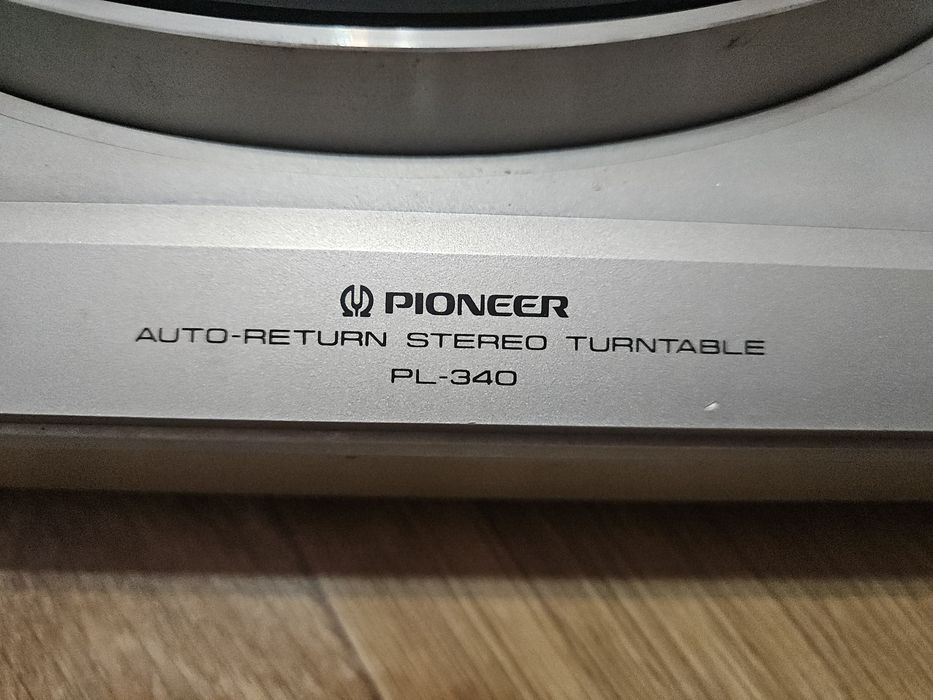 PIONEER
AUTO-RETURN STEREO TURNTABLE
PL-340